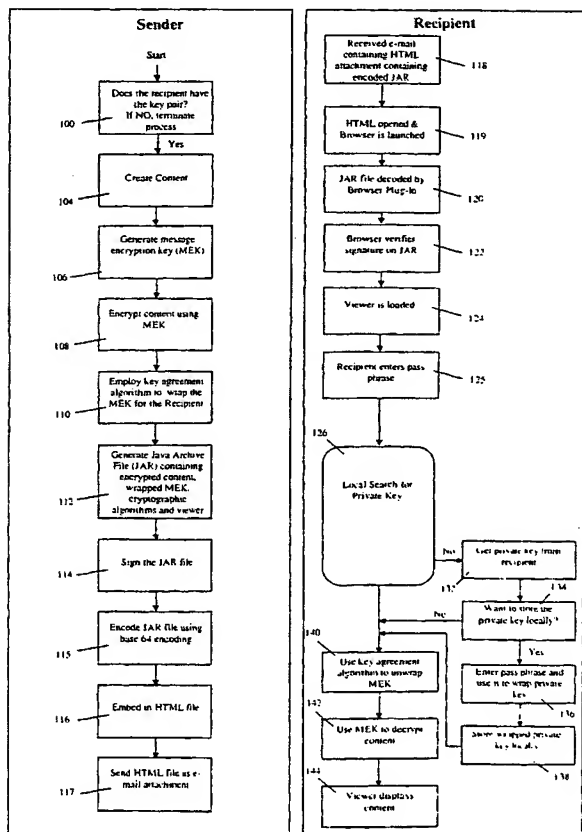 Sender
Start
Does the recipient have
the key pair?
If NO, terminate
process
100
Yes
Create Content
104
Generate message
encryption key (MEK)
106
Encrypt content using
MEK
108
Employ key agreement
algorithm to wrap the
MEK for the Recipient
110
Generate Java Archive
File (JAR) containing
encrypted content,
wrapped MEK,
cryptographic
algorithms and viewer
112
Sign the JAR file
114
Encode JAR file using
base 64 encoding
115
Embed in HTML file
116
Send HTML file as e-
mail attachment
117
Recipient
Received e-mail
containing HTML
attachment containing
encoded JAR
118
HTML opened &
Browser is launched
119
JAR file decoded by
Browser Plug-In
120
Browser verifies
signature on JAR
122
Viewer is loaded
124
Recipient enters pass
phrase
125
126
Local Search for
Private Key
No
Get private key from
recipient
132
134
Want to store the
private key locally?
No
Yes
140
Use key agreement
algorithm to unwrap
MEK
Enter pass phrase and
use it to wrap private
key
136
142
Use MEK to decrypt
content
Store wrapped private
key locally
138
144
Viewer displays
content